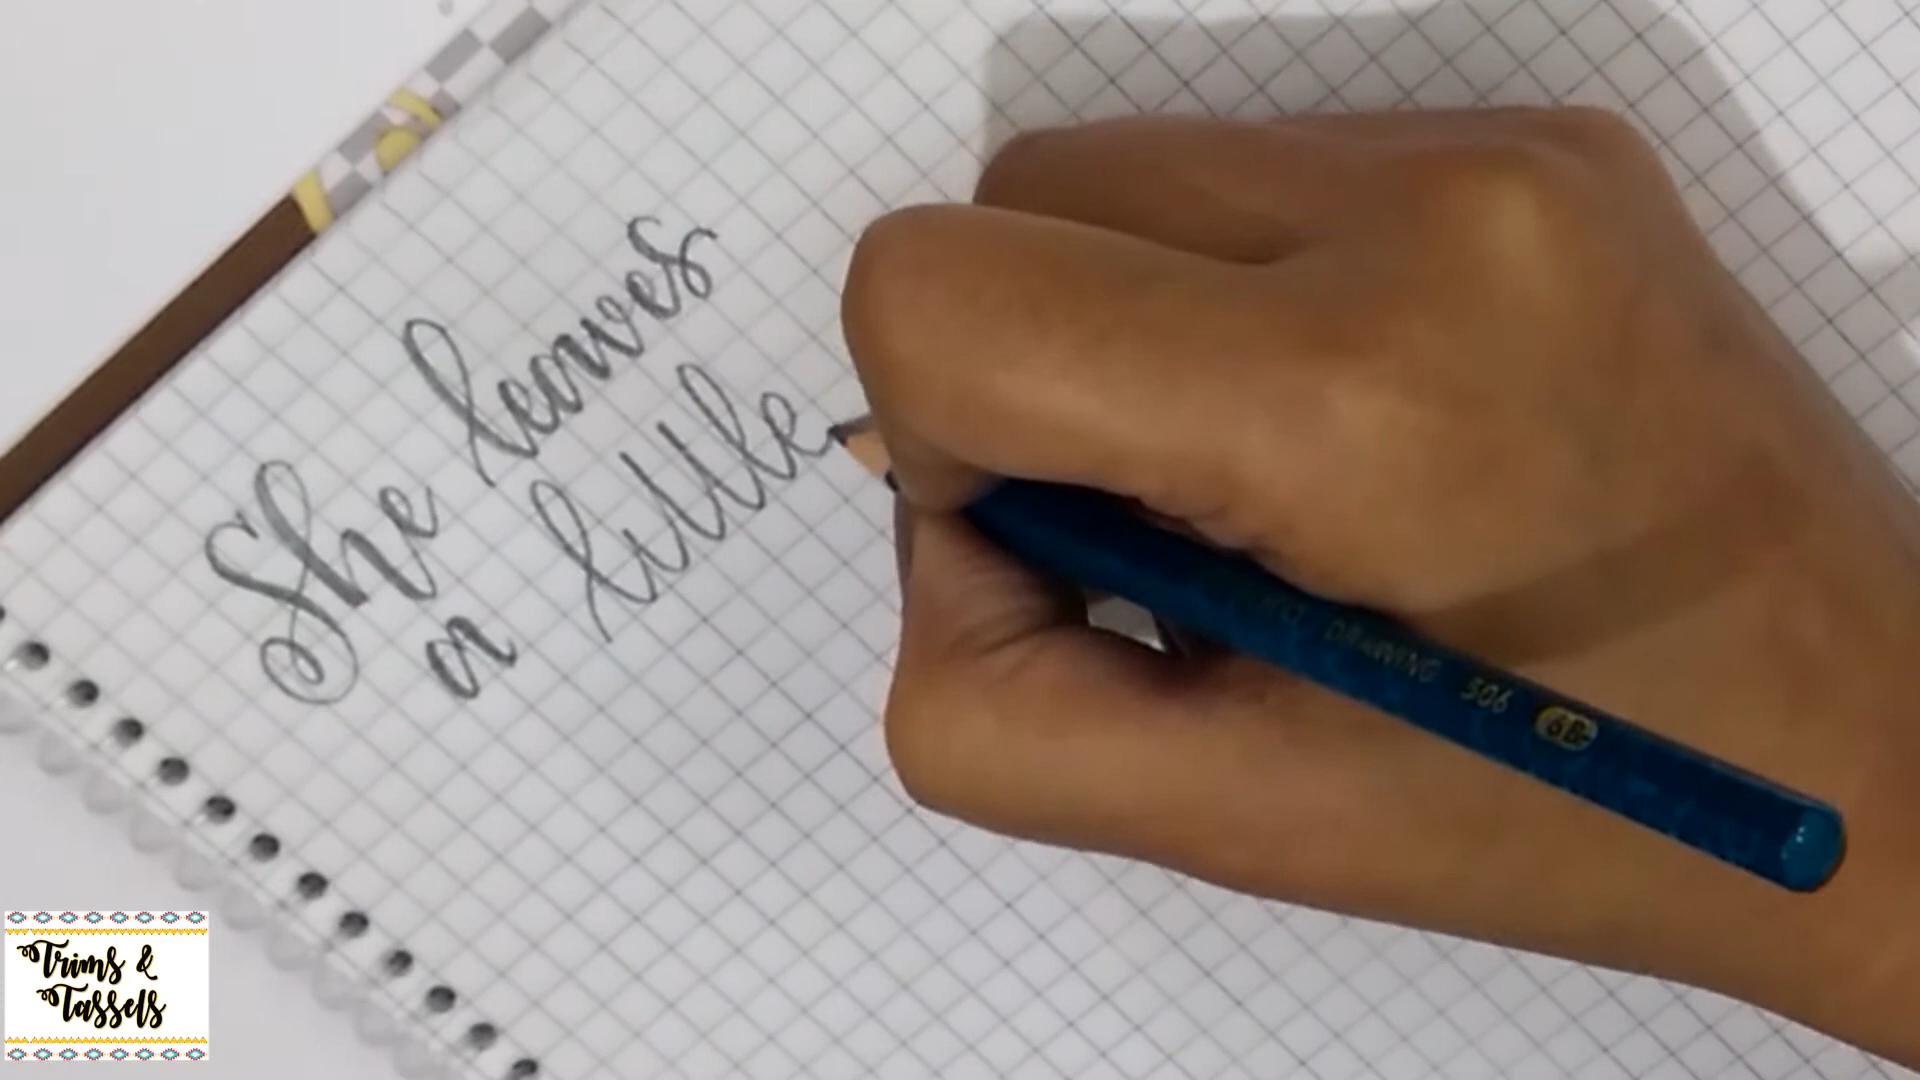 She leaves
a little
DRAWING 506 6B
Trims &
Tassels